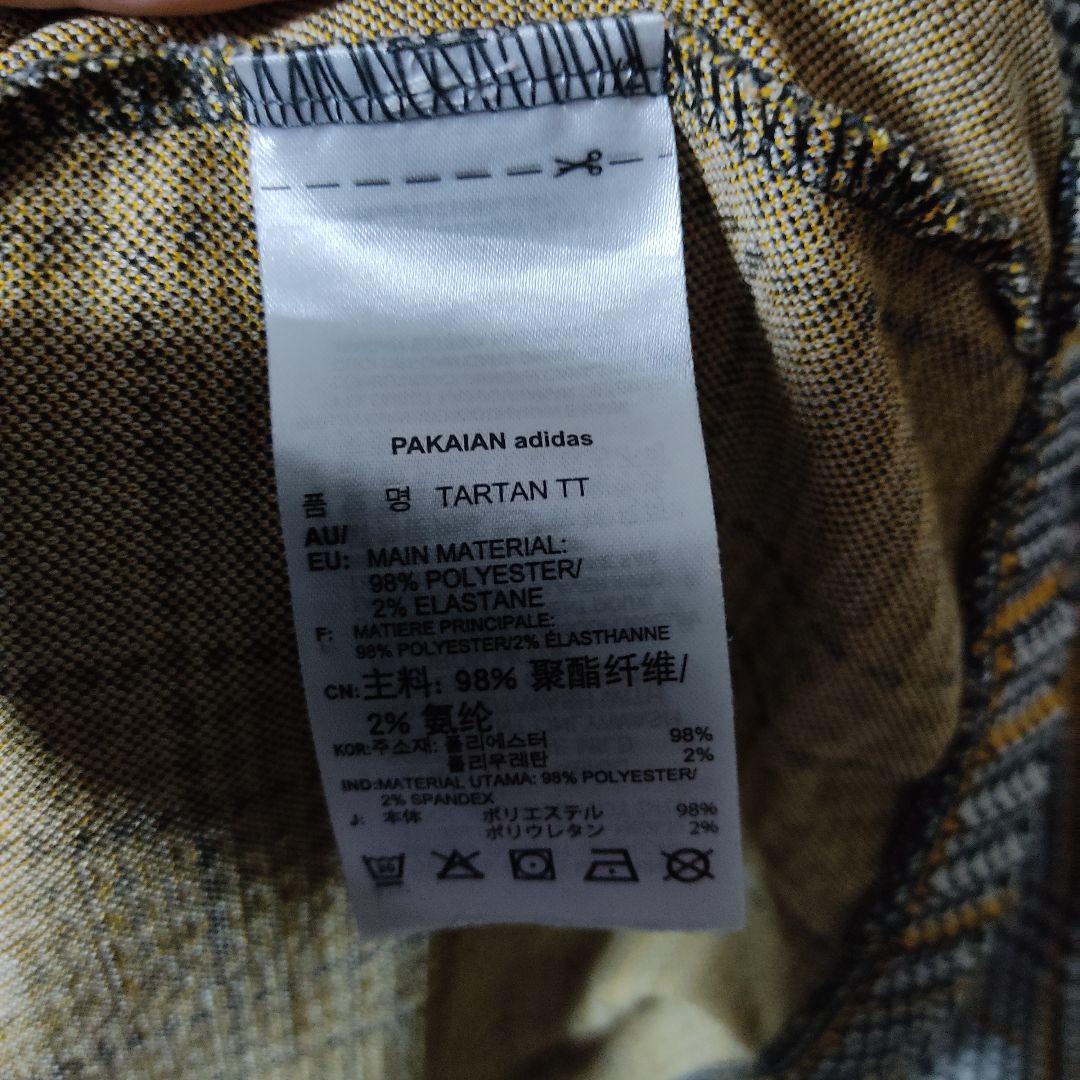 PAKAIAN adidas
품 명 TARTAN TT
AU/
EU: MAIN MATERIAL:
98% POLYESTER/
2% ELASTANE
F: MATIERE PRINCIPALE:
98% POLYESTER/2% ÉLASTHANNE
CN: 主料: 98% 聚酯纤维/
2% 氨纶
KOR: 주소재: 폴리에스터 98%
폴리우레탄 2%
IND: MATERIAL UTAMA: 98% POLYESTER/
2% SPANDEX
J: 本体 ポリエステル 98%
ポリウレタン 2%